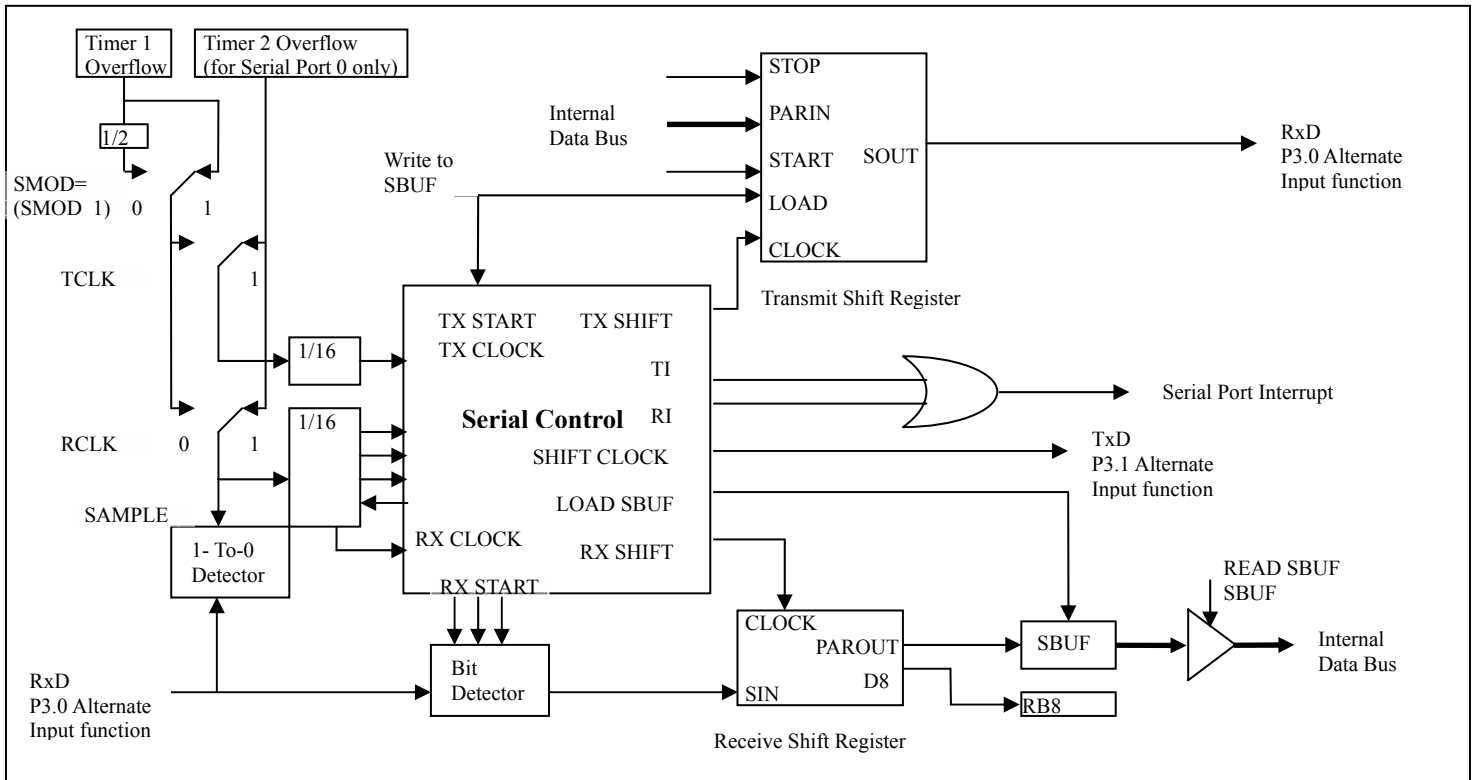 Timer 1
Overflow
Timer 2 Overflow
(for Serial Port 0 only)
1/2
SMOD=
(SMOD 1) 0 1
TCLK 1
1/16
RCLK 0 1
1/16
SAMPLE
1- To-0
Detector
RxD
P3.0 Alternate
Input function
Write to
SBUF
Internal
Data Bus
STOP
PARIN
START
LOAD
CLOCK
SOUT
Transmit Shift Register
RxD
P3.0 Alternate
Input function
TX START
TX CLOCK
TX SHIFT
TI
Serial Control
RI
SHIFT CLOCK
LOAD SBUF
RX CLOCK
RX SHIFT
RX START
Serial Port Interrupt
TxD
P3.1 Alternate
Input function
Bit
Detector
CLOCK
PAROUT
D8
SIN
Receive Shift Register
SBUF
RB8
READ SBUF
SBUF
Internal
Data Bus